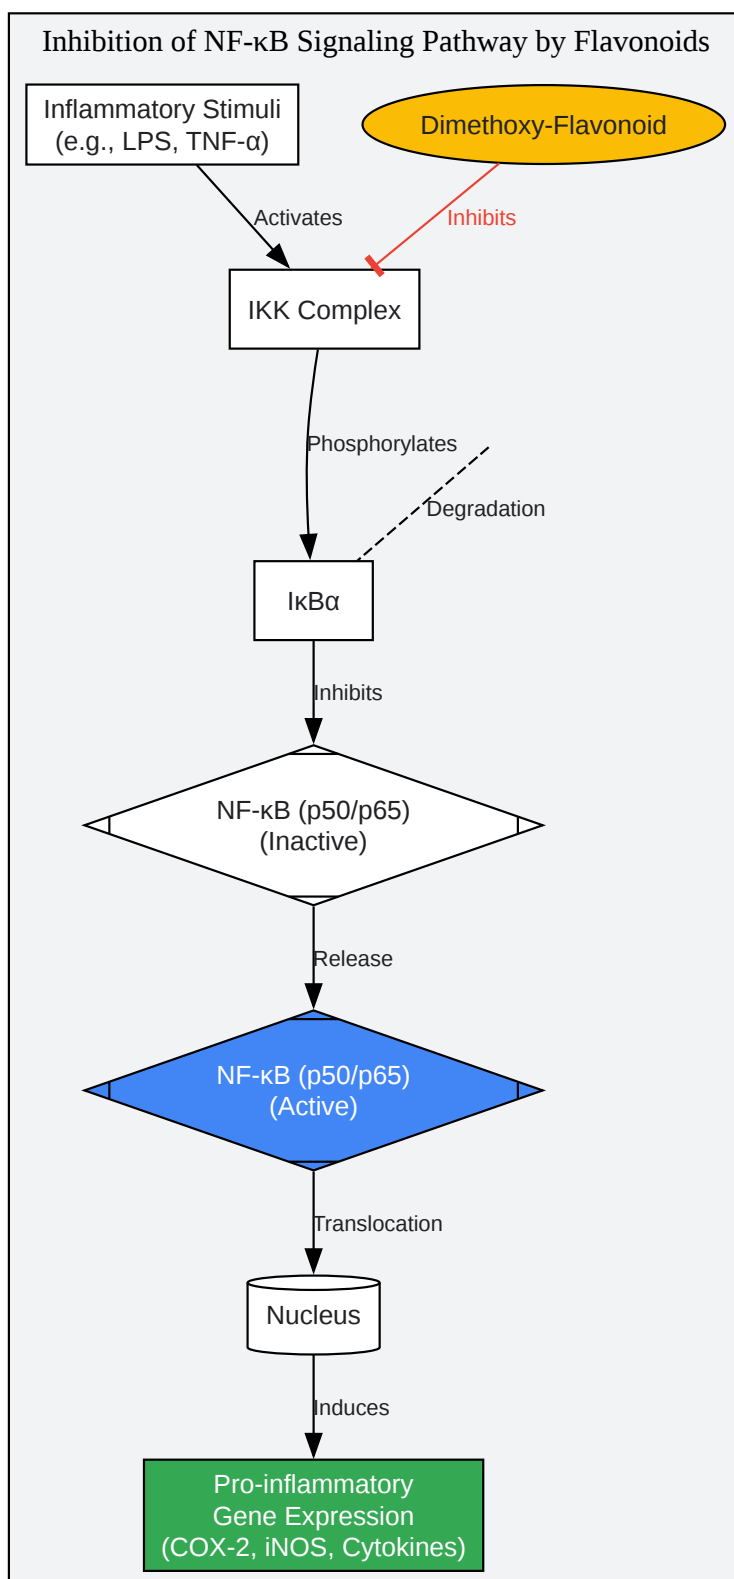 Inhibition of NF-κB Signaling Pathway by Flavonoids
Inflammatory Stimuli
(e.g., LPS, TNF-α)
Dimethoxy-Flavonoid
Activates
Inhibits
IKK Complex
Phosphorylates
Degradation
IκBα
Inhibits
NF-κB (p50/p65)
(Inactive)
Release
NF-κB (p50/p65)
(Active)
Translocation
Nucleus
Induces
Pro-inflammatory
Gene Expression
(COX-2, iNOS, Cytokines)